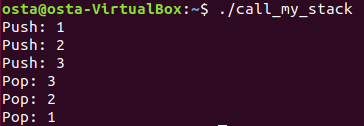 osta@osta-VirtualBox:~$ ./call_my_stack
Push: 1
Push: 2
Push: 3
Pop: 3
Pop: 2
Pop: 1